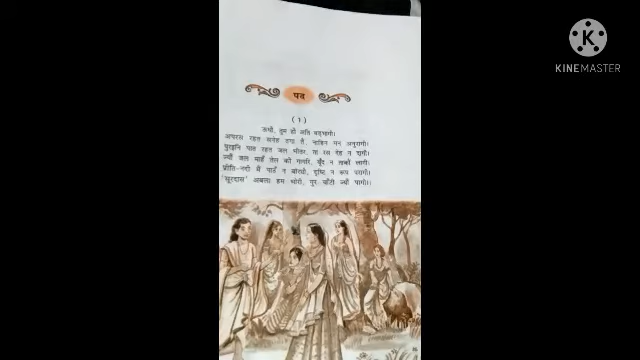 KINEMASTER
पद
(1)
ऊधौ, तुम हौ अति बड़भागी।
अपरस रहत सनेह तगा तैं, नाहिन मन अनुरागी।
पुरइनि पात रहत जल भीतर, ता रस देह न दागी।
ज्यौं जल माहँ तेल की गागरि, बूँद न ताकौं लागी।
प्रीति-नदी मैं पाउँ न बोरयौ, दृष्टि न रूप परागी।
'सूरदास' अबला हम भोरी, गुर चाँटी ज्यौं पागी।।